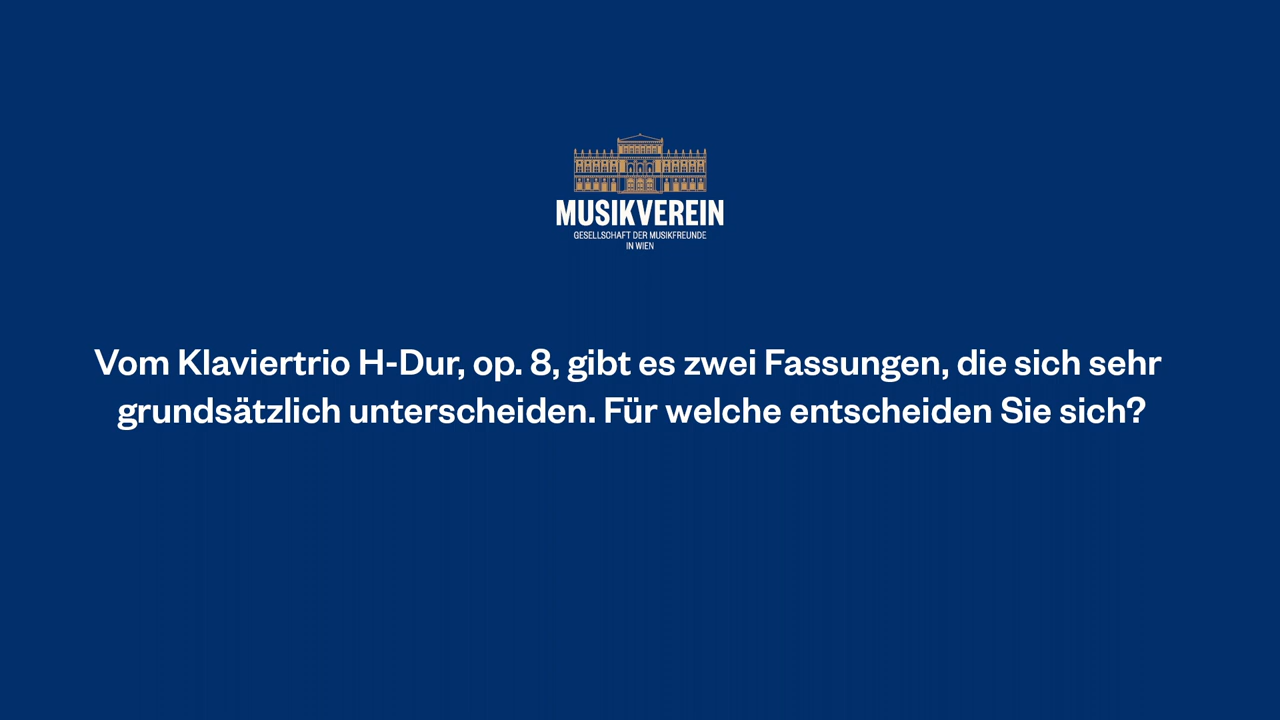 MUSIKVEREIN
GESELLSCHAFT DER MUSIKFREUNDE
IN WIEN
Vom Klaviertrio H-Dur, op. 8, gibt es zwei Fassungen, die sich sehr
grundsätzlich unterscheiden. Für welche entscheiden Sie sich?